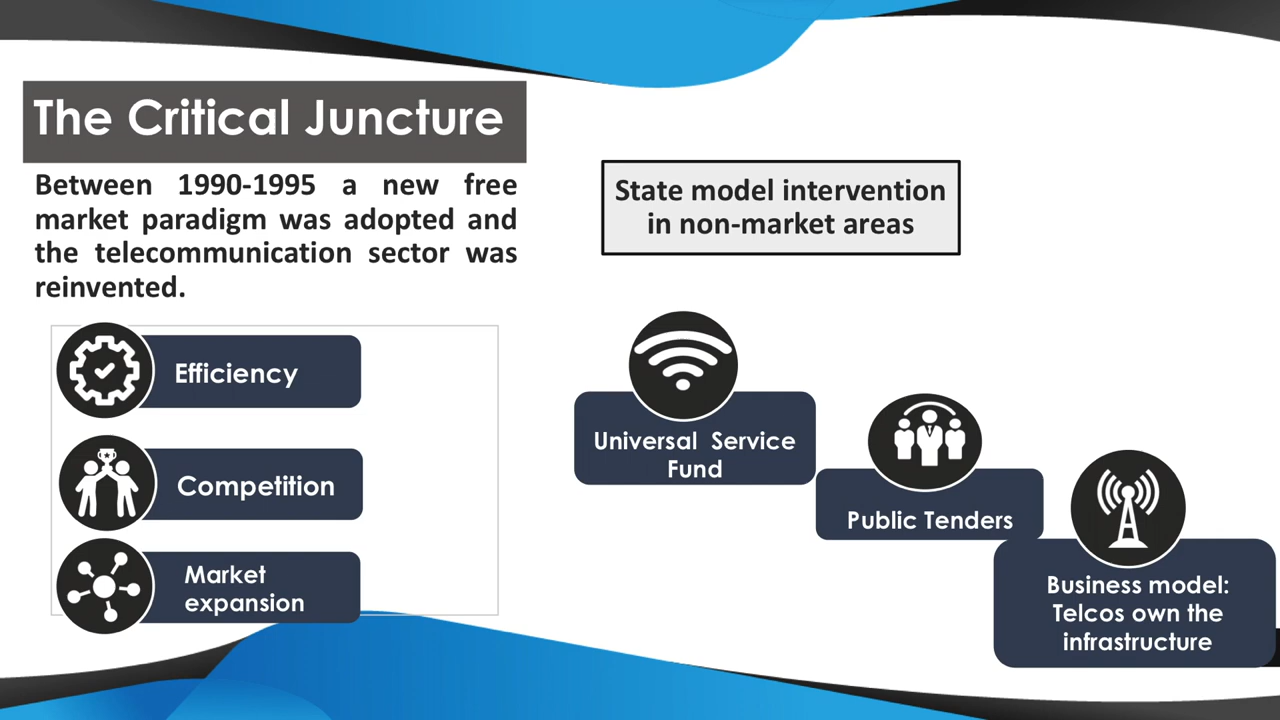 The Critical Juncture
Between 1990-1995 a new free
market paradigm was adopted and
the telecommunication sector was
reinvented.
Efficiency
Competition
Market
expansion
State model intervention
in non-market areas
Universal Service
Fund
Public Tenders
Business model:
Telcos own the
infrastructure